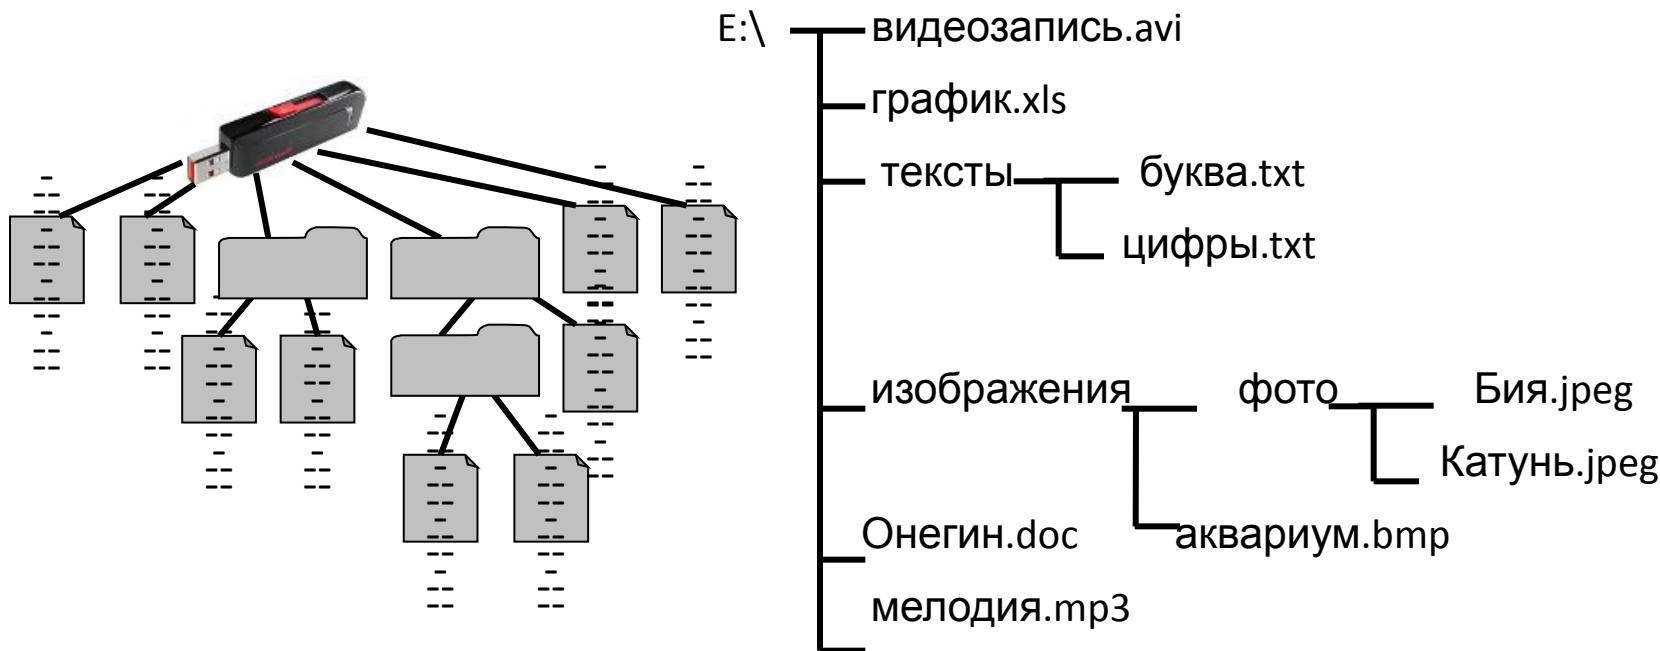 E:\ видеозапись.avi
график.xls
тексты буква.txt
цифры.txt
изображения фото Бия.jpeg
Катунь.jpeg
Онегин.doc аквариум.bmp
мелодия.mp3